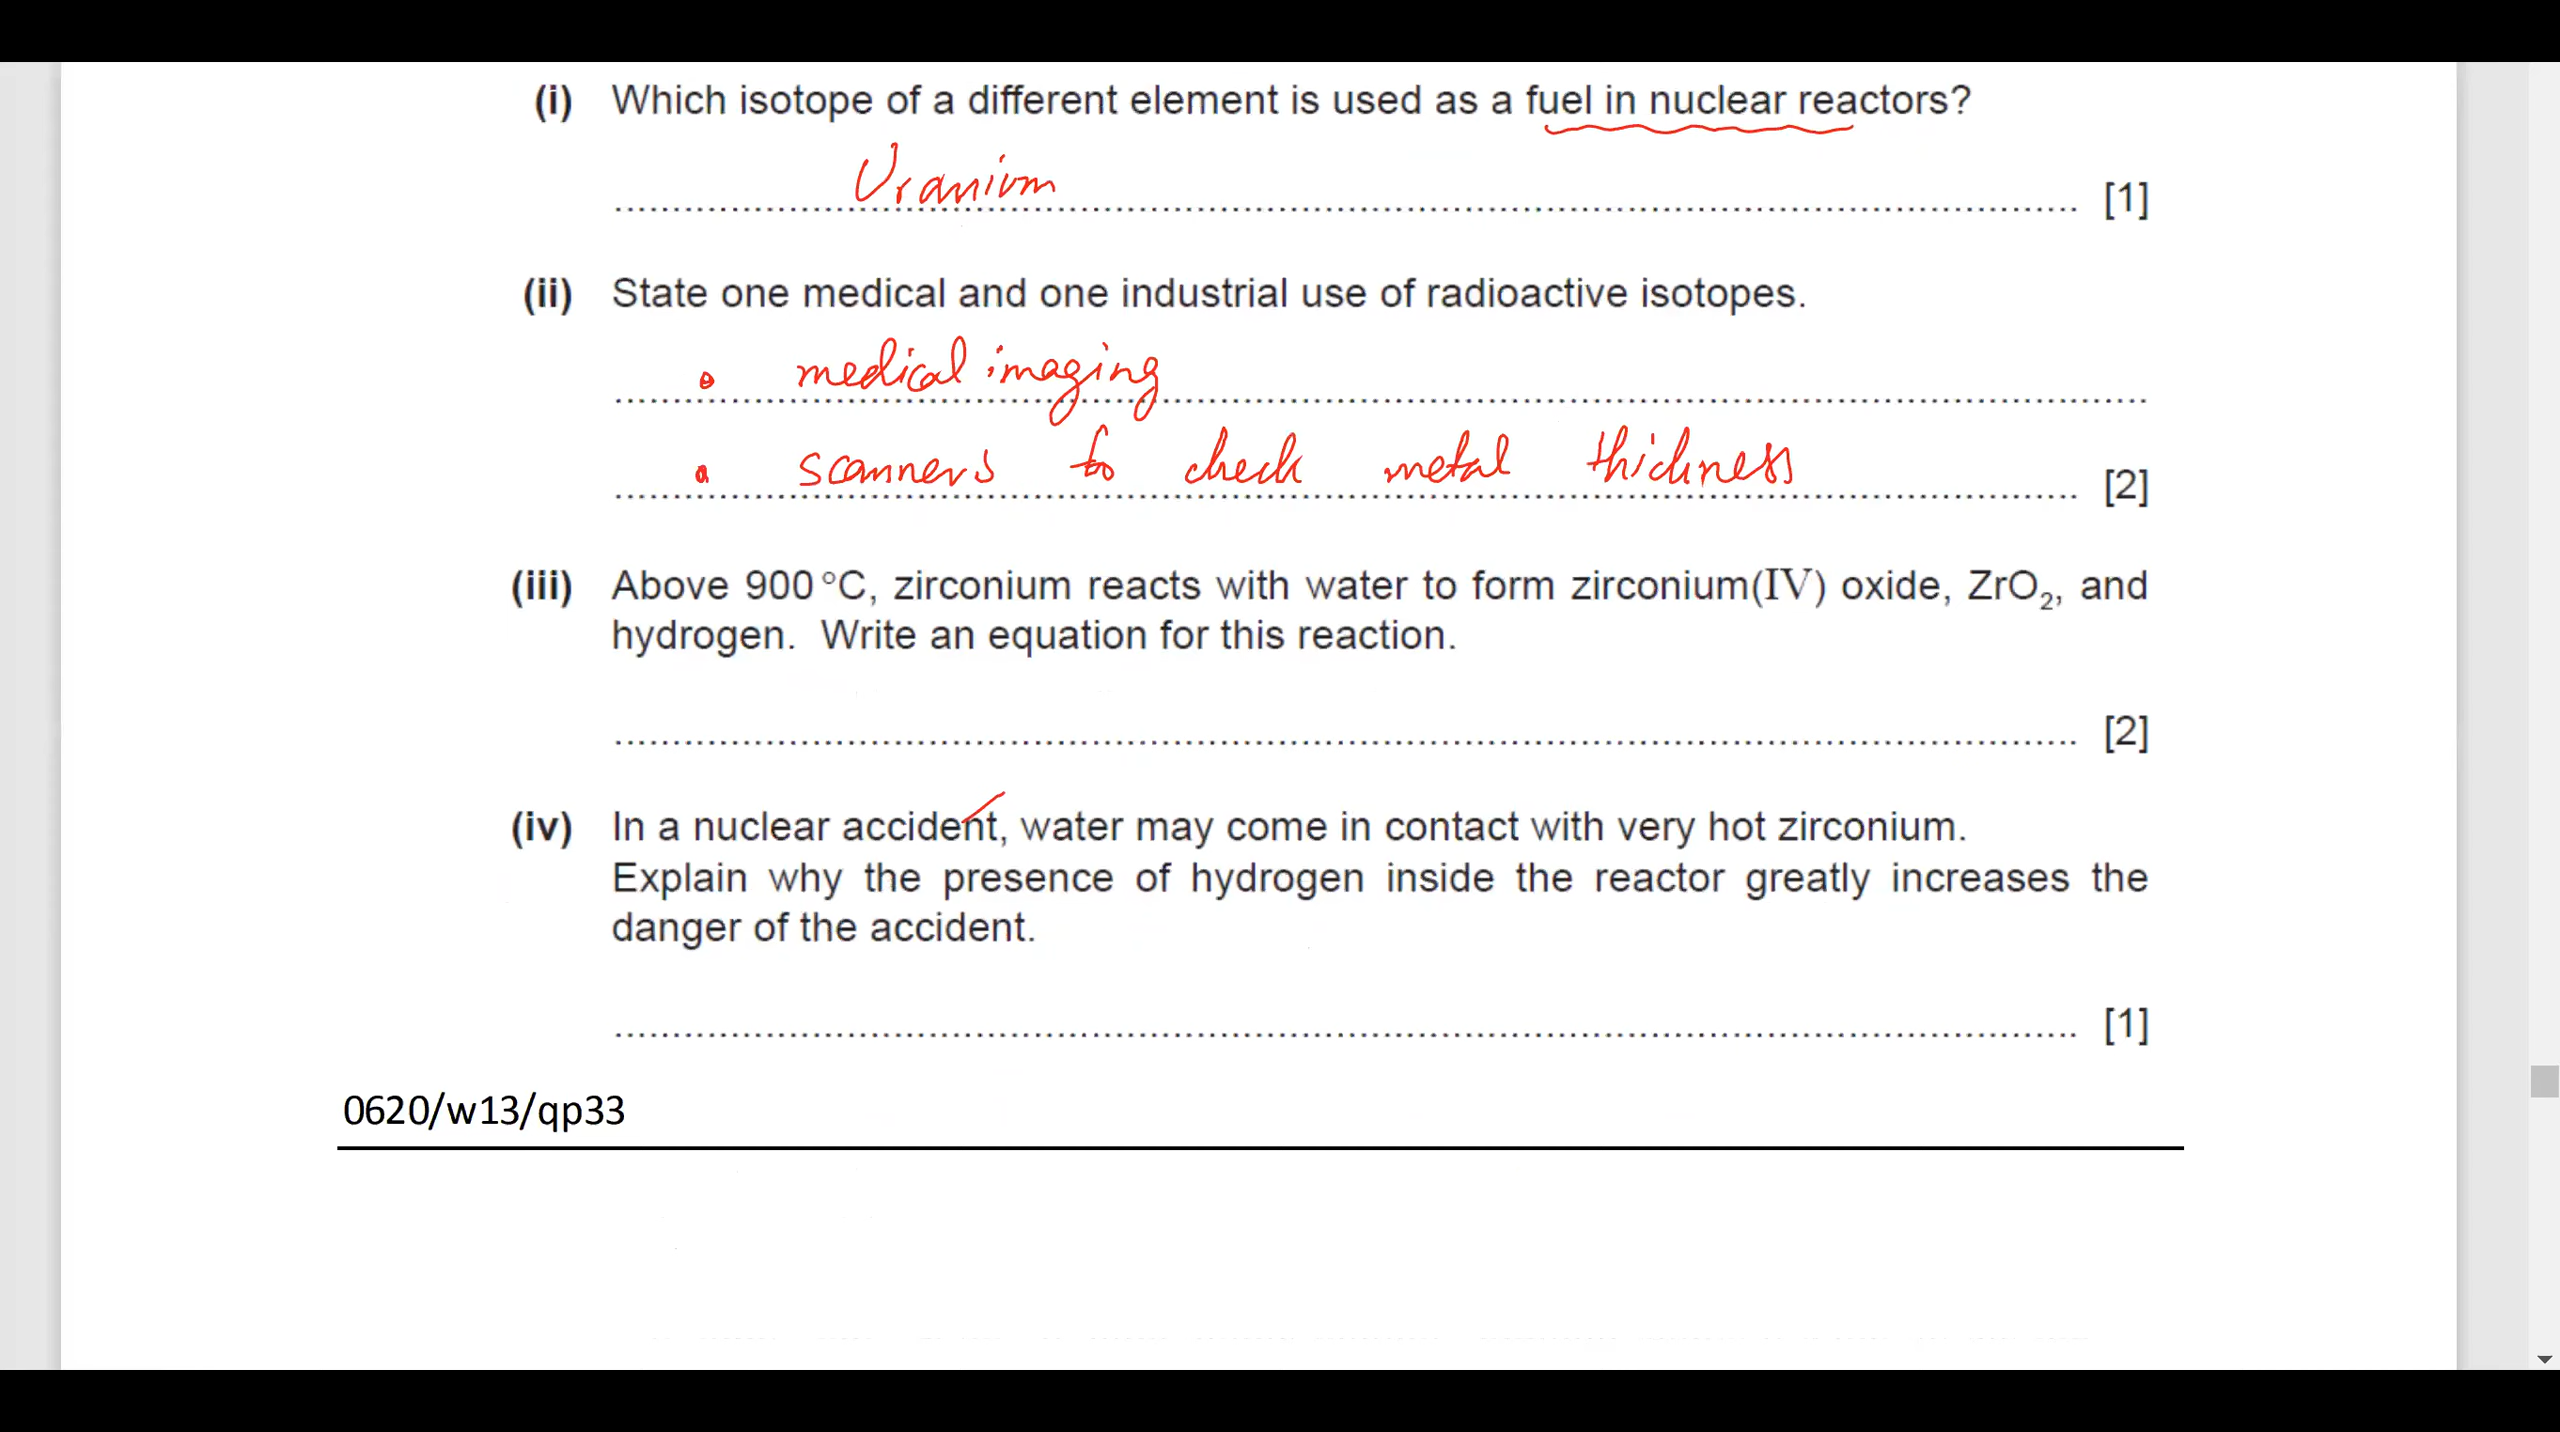 (i) Which isotope of a different element is used as a fuel in nuclear reactors?
Uranium [1]
(ii) State one medical and one industrial use of radioactive isotopes.
• medical imaging
• scanners to check metal thickness [2]
(iii) Above 900 °C, zirconium reacts with water to form zirconium(IV) oxide, ZrO₂, and
hydrogen. Write an equation for this reaction.
[2]
(iv) In a nuclear accident, water may come in contact with very hot zirconium.
Explain why the presence of hydrogen inside the reactor greatly increases the
danger of the accident.
[1]
0620/w13/qp33